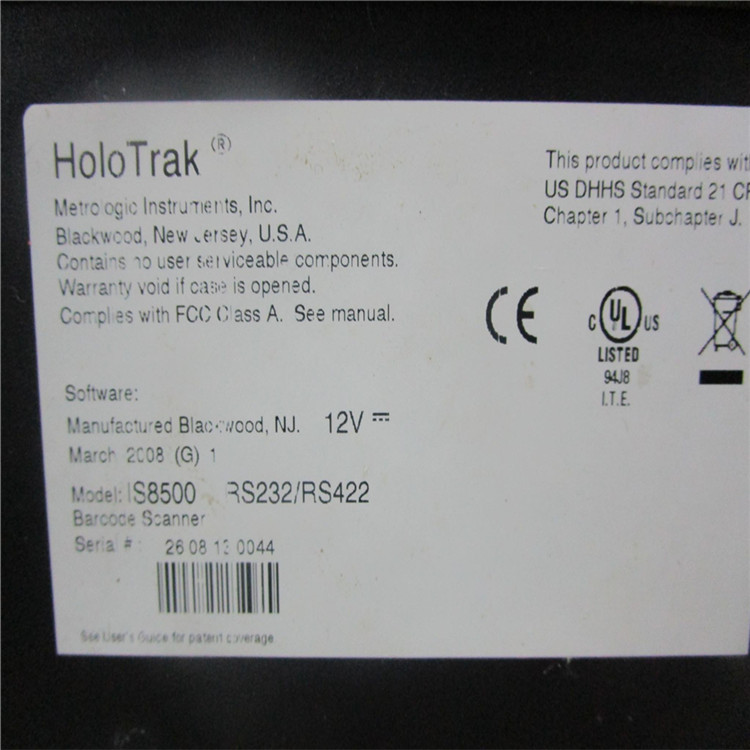 HoloTrak ®
Metrologic Instruments, Inc.
Blackwood, New Jersey, U.S.A.
Contains no user serviceable components.
Warranty void if case is opened.
Complies with FCC Class A. See manual.
This product complies with
US DHHS Standard 21 CF
Chapter 1, Subchapter J.
CE
C UL US
LISTED
94J8
I.T.E.
Software:
Manufactured Blackwood, NJ. 12V
March 2008 (G) 1
Model: IS8500 RS232/RS422
Barcode Scanner
Serial #: 26 08 13 0044
See User's Guide for patent coverage